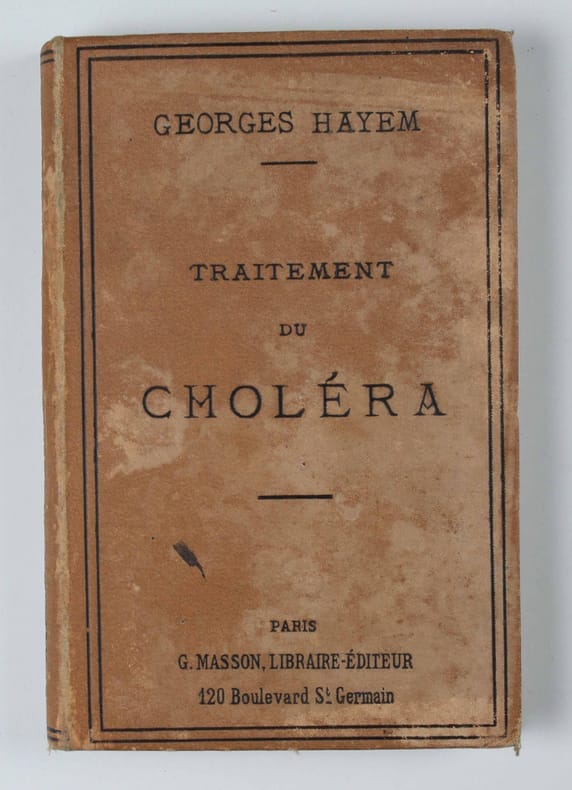 GEORGES HAYEM
TRAITEMENT
DU
CHOLÉRA
PARIS
G. MASSON, LIBRAIRE-ÉDITEUR
120 Boulevard St Germain